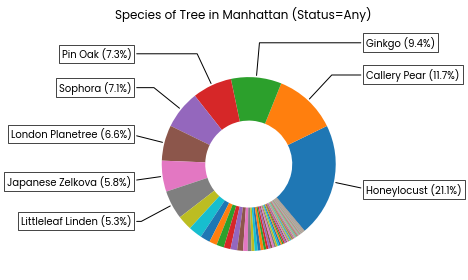 Species of Tree in Manhattan (Status=Any)
Ginkgo (9.4%)
Pin Oak (7.3%)
Callery Pear (11.7%)
Sophora (7.1%)
London Planetree (6.6%)
Japanese Zelkova (5.8%)
Honeylocust (21.1%)
Littleleaf Linden (5.3%)